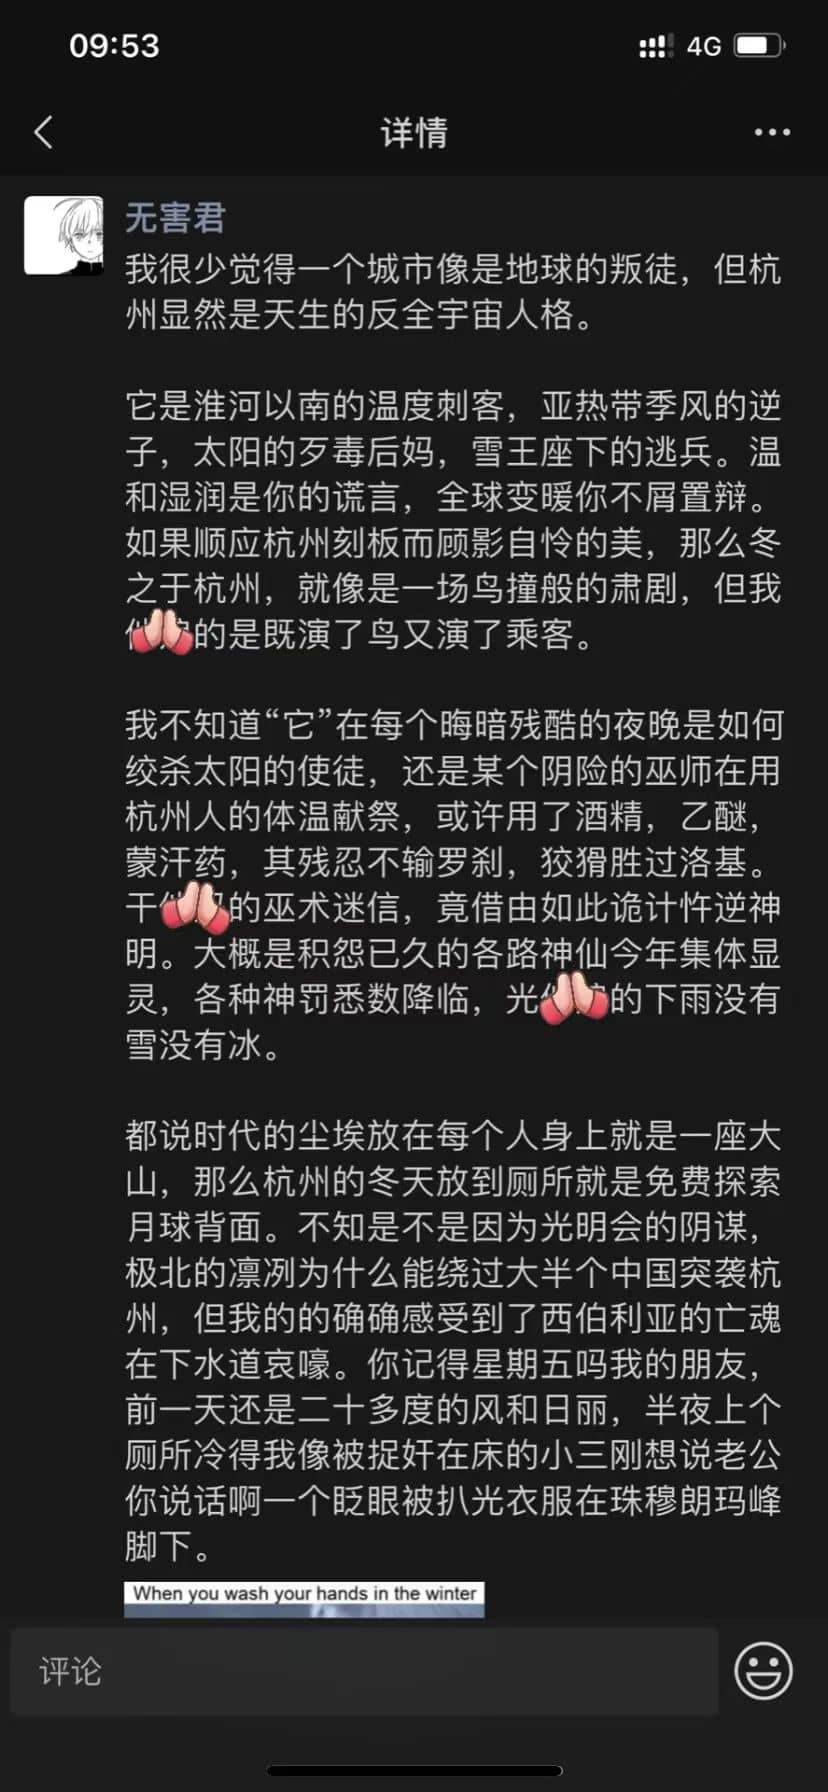 09:53
4G
详情
无害君
我很少觉得一个城市像是地球的叛徒，但杭
州显然是天生的反全宇宙人格。
它是淮河以南的温度刺客，亚热带季风的逆
子，太阳的歹毒后妈，雪王座下的逃兵。温
和湿润是你的谎言，全球变暖你不屑置辩。
如果顺应杭州刻板而顾影自怜的美，那么冬
之于杭州，就像是一场鸟撞般的肃剧，但我
的是既演了鸟又演了乘客。
我不知道“它”在每个晦暗残酷的夜晚是如何
绞杀太阳的使徒，还是某个阴险的巫师在用
杭州人的体温献祭，或许用了酒精，乙醚，
蒙汗药，其残忍不输罗刹，狡猾胜过洛基。
干的巫术迷信，竟借由如此诡计忤逆神
明。大概是积怨已久的各路神仙今年集体显
灵，各种神罚悉数降临，光的下雨没有
雪没有冰。
都说时代的尘埃放在每个人身上就是一座大
山，那么杭州的冬天放到厕所就是免费探索
月球背面。不知是不是因为光明会的阴谋，
极北的凛冽为什么能绕过大半个中国突袭杭
州，但我的的确确感受到了西伯利亚的亡魂
在下水道哀嚎。你记得星期五吗我的朋友，
前一天还是二十多度的风和日丽，半夜上个
厕所冷得我像被捉奸在床的小三刚想说老公
你说话啊一个眨眼被扒光衣服在珠穆朗玛峰
脚下。
When you wash your hands in the winter
评论